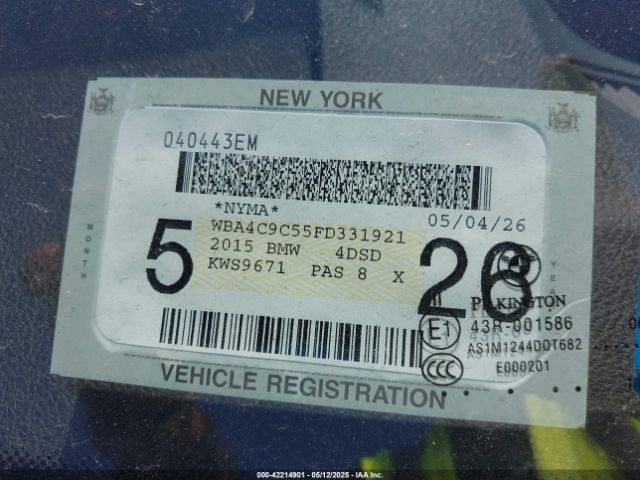 NEW YORK
040443EM
*NYMA*
05/04/26
MONTH
5
WBA4C9C55FD331921
2015 BMW 4DSD
KWS9671 PAS 8 X
26
YEA
PILKINGTON
E1 43R-001586
AS1M1244DOT682
CCC E000201
VEHICLE REGISTRATION
000-42214901 - 05/12/2025 - IAA, Inc.